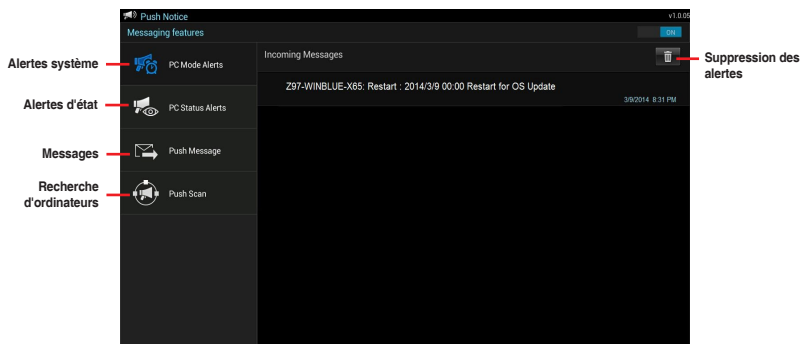 Push Notice
v1.0.05
Messaging features
ON
Alertes système
PC Mode Alerts
Incoming Messages
Suppression des
alertes
Z97-WINBLUE-X65: Restart : 2014/3/9 00:00 Restart for OS Update
3/9/2014 8:31 PM
Alertes d'état
PC Status Alerts
Messages
Push Message
Recherche
d'ordinateurs
Push Scan